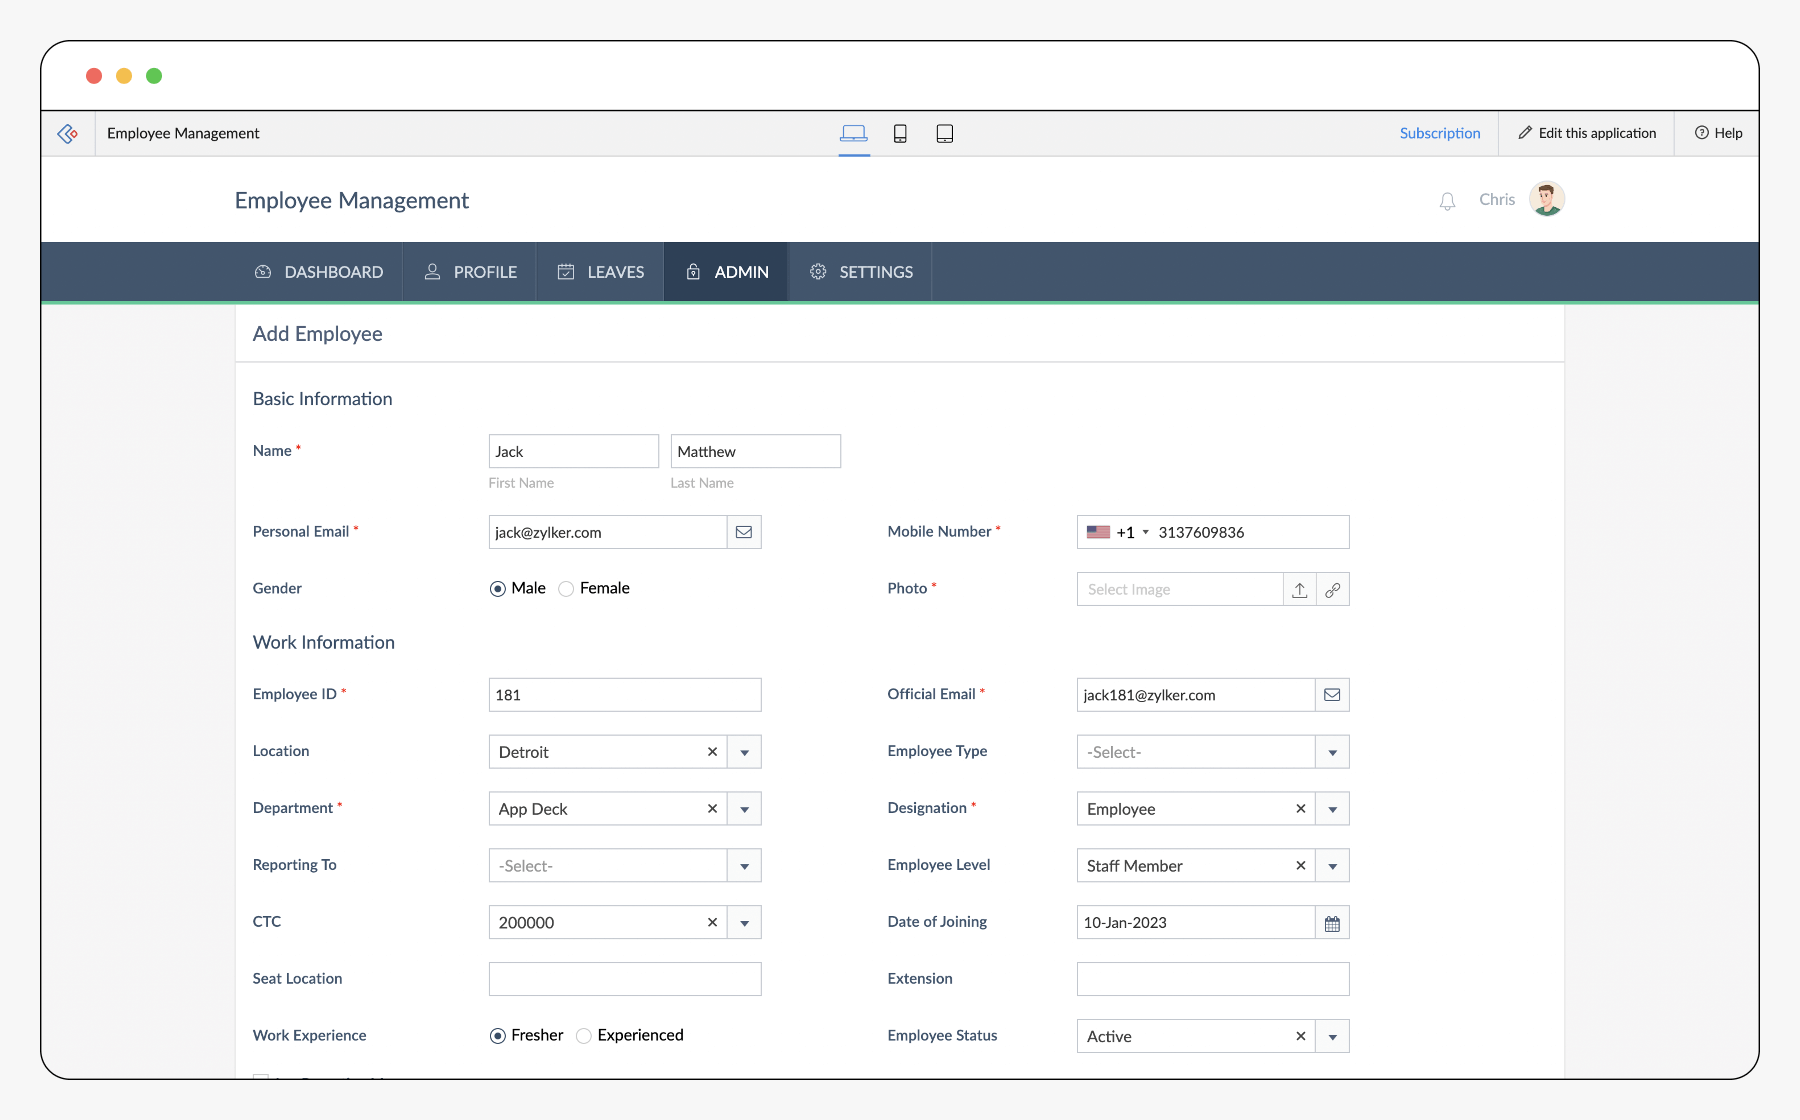 Employee Management
Subscription
Edit this application
Help
Employee Management
Chris
DASHBOARD
PROFILE
LEAVES
ADMIN
SETTINGS
Add Employee
Basic Information
Name *
Jack
Matthew
First Name
Last Name
Personal Email *
jack@zylker.com
Mobile Number *
+1
3137609836
Gender
Male
Female
Photo *
Select Image
Work Information
Employee ID *
181
Official Email *
jack181@zylker.com
Location
Detroit
Employee Type
-Select-
Department *
App Deck
Designation *
Employee
Reporting To
-Select-
Employee Level
Staff Member
CTC
200000
Date of Joining
10-Jan-2023
Seat Location
Extension
Work Experience
Fresher
Experienced
Employee Status
Active